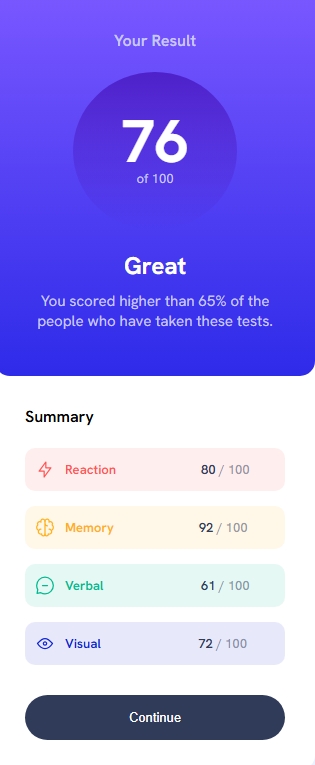 Your Result
76
of 100
Great
You scored higher than 65% of the
people who have taken these tests.
Summary
Reaction 80 / 100
Memory 92 / 100
Verbal 61 / 100
Visual 72 / 100
Continue